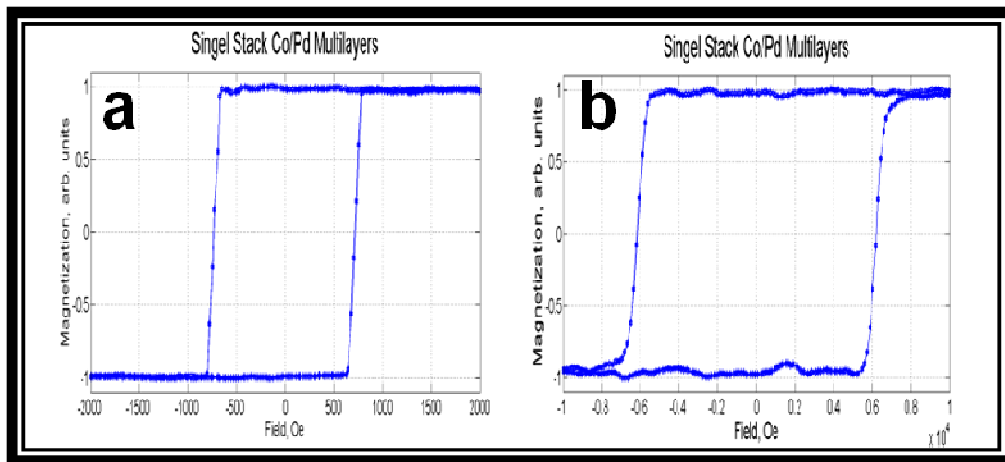 Singel Stack Co/Pd Multilayers
a
Magnetization, arb. units
1
0.5
0
-0.5
-1
-2000 -1500 -1000 -500 0 500 1000 1500 2000
Field, Oe
Singel Stack Co/Pd Multilayers
b
Magnetization, arb. units
1
0.5
0
-0.5
-1
-1 -0.8 -0.6 -0.4 -0.2 0 0.2 0.4 0.6 0.8 1
Field, Oe
x 10^4